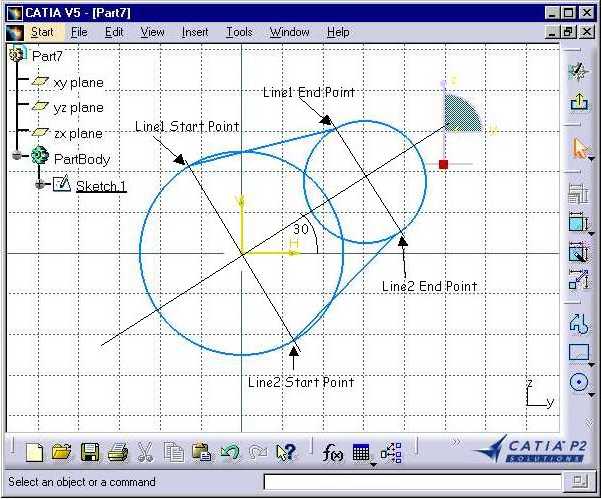 CATIA V5 - [Part7]
Start File Edit View Insert Tools Window Help
Part7
xy plane
yz plane
zx plane
PartBody
Sketch.1
Line1 End Point
Line1 Start Point
z
y
V
H
30
Line2 End Point
Line2 Start Point
z
y
f(x)
CATIA P2
SOLUTIONS
Select an object or a command